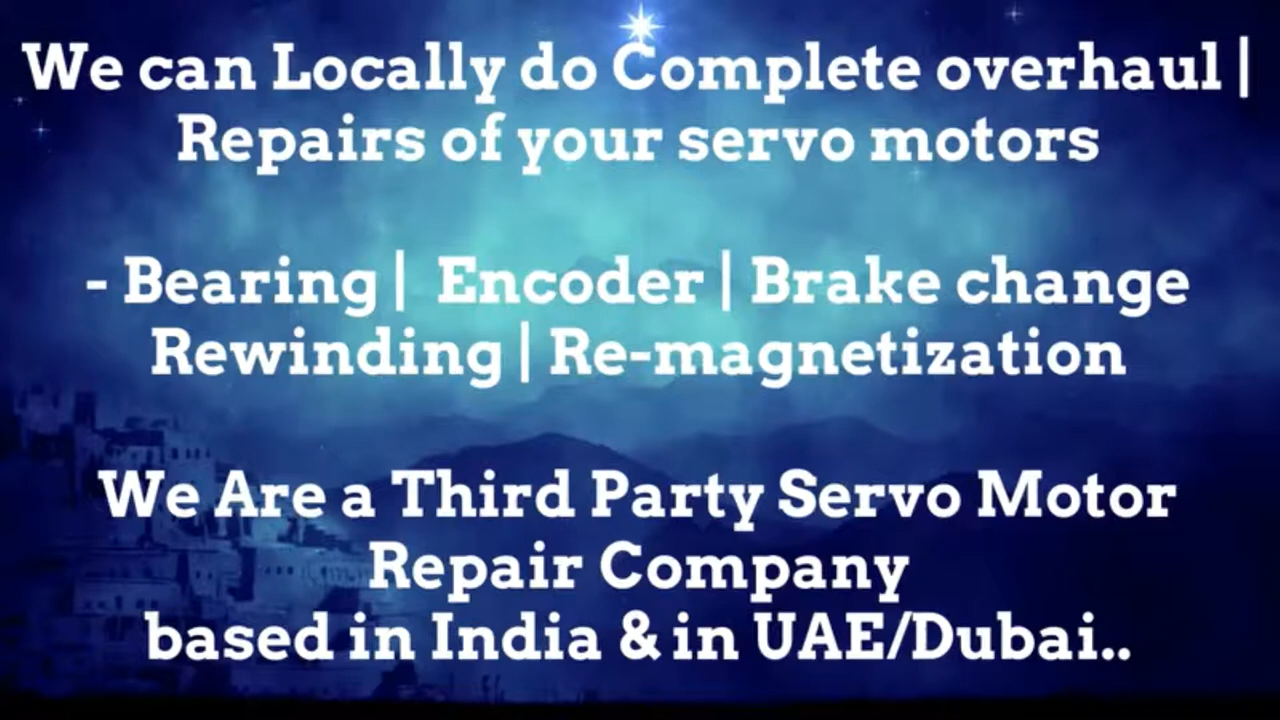 We can Locally do Complete overhaul |
Repairs of your servo motors
- Bearing | Encoder | Brake change
Rewinding | Re-magnetization
We Are a Third Party Servo Motor
Repair Company
based in India & in UAE/Dubai..